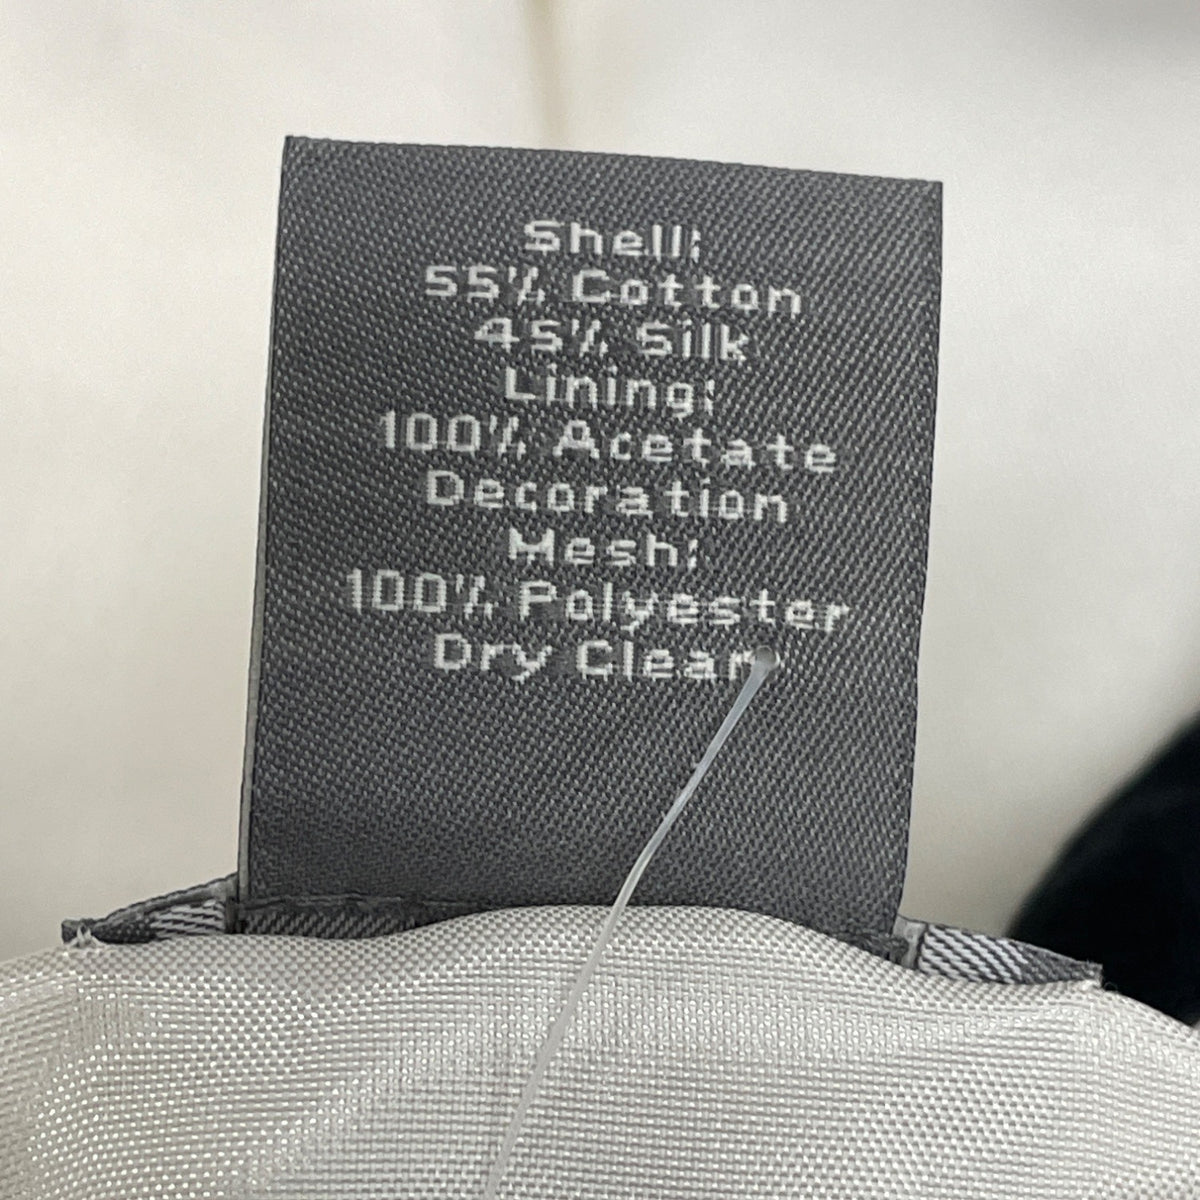 Shell:
55% Cotton
45% Silk
Lining:
100% Acetate
Decoration
Mesh:
100% Polyester
Dry Clean